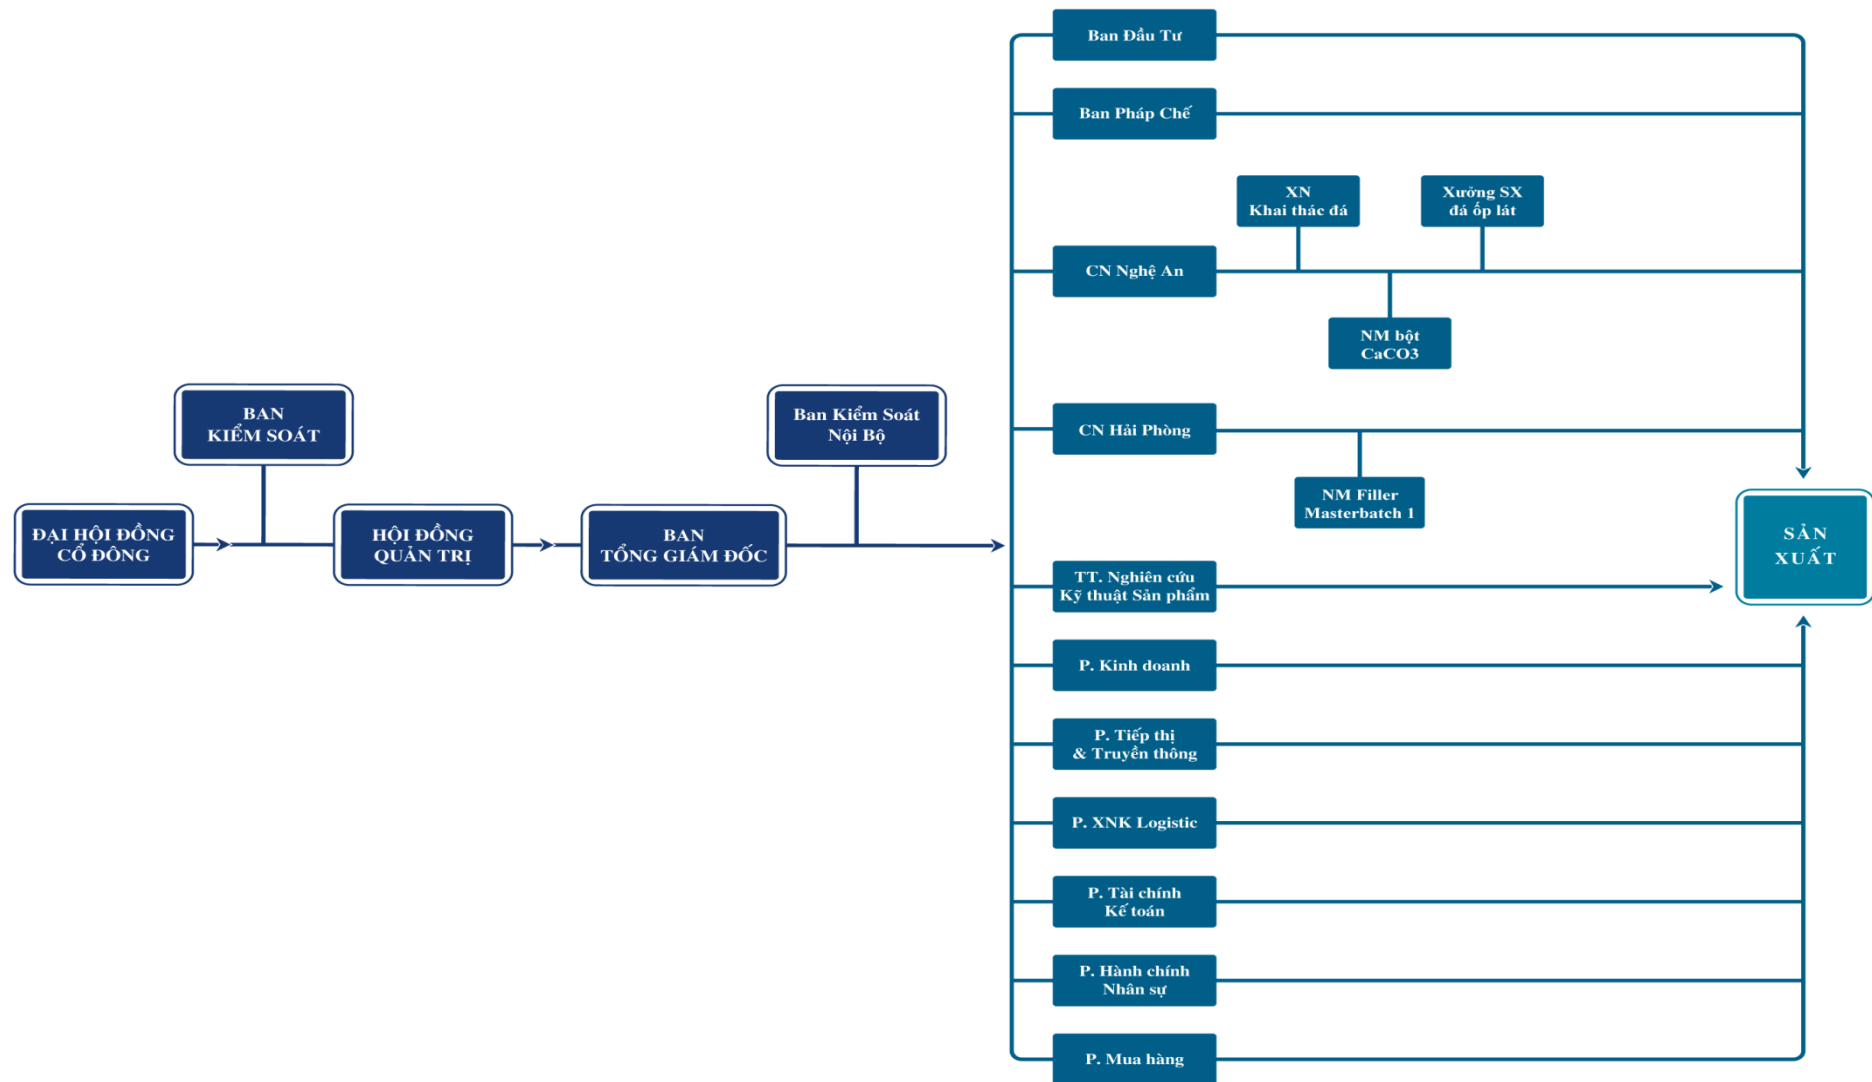 ĐẠI HỘI ĐỒNG
CỔ ĐÔNG
BAN
KIỂM SOÁT
HỘI ĐỒNG
QUẢN TRỊ
BAN
TỔNG GIÁM ĐỐC
Ban Kiểm Soát
Nội Bộ
Ban Đầu Tư
Ban Pháp Chế
CN Nghệ An
XN
Khai thác đá
Xưởng SX
đá ốp lát
NM bột
CaCO3
CN Hải Phòng
NM Filler
Masterbatch 1
TT. Nghiên cứu
Kỹ thuật Sản phẩm
P. Kinh doanh
P. Tiếp thị
& Truyền thông
P. XNK Logistic
P. Tài chính
Kế toán
P. Hành chính
Nhân sự
P. Mua hàng
SẢN
XUẤT